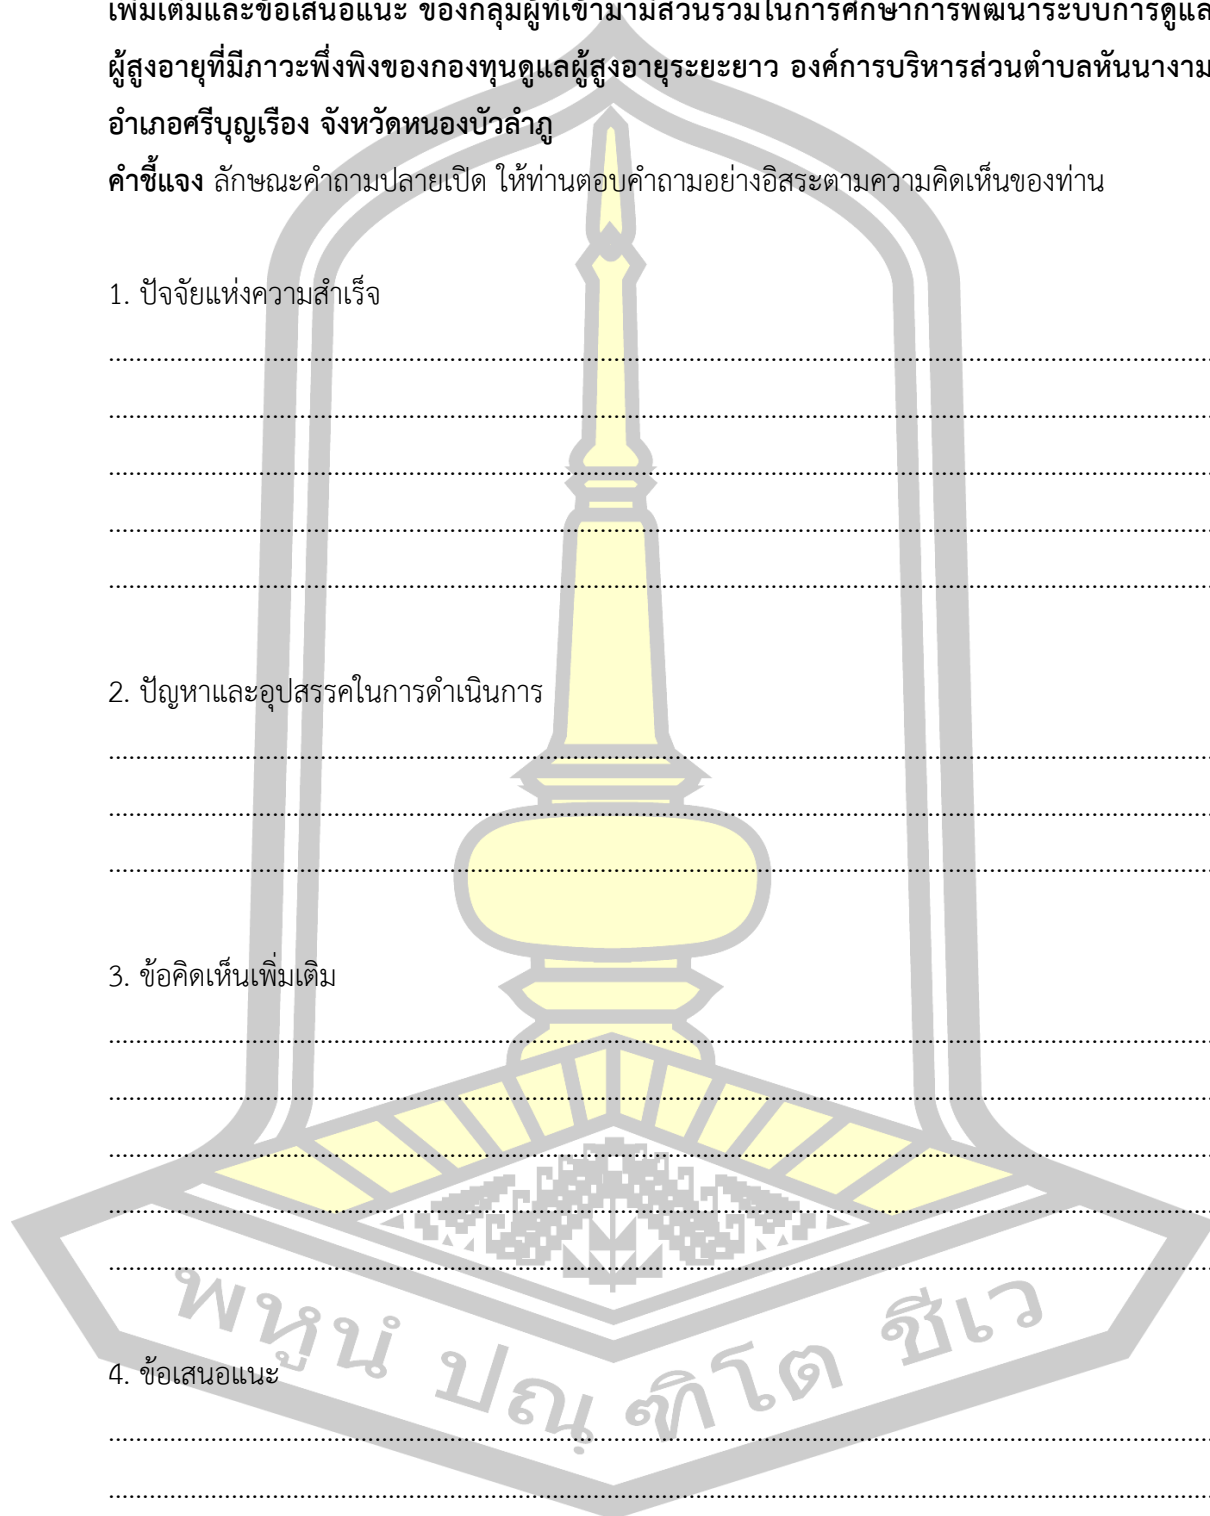 เพิ่มเติมและข้อเสนอแนะ ของกลุ่มผู้ที่เข้ามามีส่วนร่วมในการศึกษาการพัฒนาระบบการดูแล
ผู้สูงอายุที่มีภาวะพึ่งพิงของกองทุนดูแลผู้สูงอายุระยะยาว องค์การบริหารส่วนตำบลหันนางาม
อำเภอศรีบุญเรือง จังหวัดหนองบัวลำภู
คำชี้แจง ลักษณะคำถามปลายเปิด ให้ท่านตอบคำถามอย่างอิสระตามความคิดเห็นของท่าน
1. ปัจจัยแห่งความสำเร็จ
2. ปัญหาและอุปสรรคในการดำเนินการ
3. ข้อคิดเห็นเพิ่มเติม
4. ข้อเสนอแนะ
พหูนํ ปณฺฑิโต ชีเว